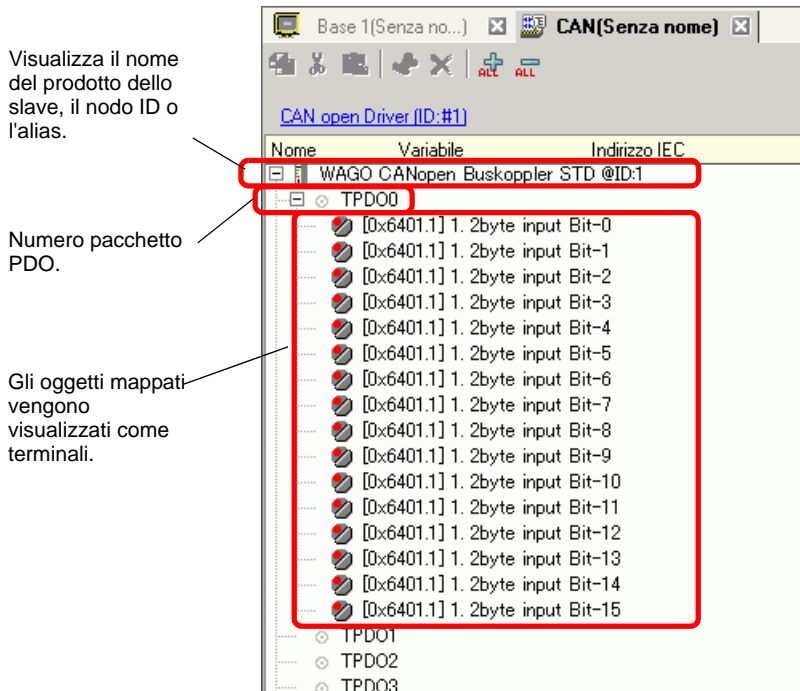 Base 1(Senza no...)
CAN(Senza nome)
ALL
ALL
CAN open Driver (ID:#1)
Nome Variabile Indirizzo IEC
Visualizza il nome
del prodotto dello
slave, il nodo ID o
l'alias.
WAGO CANopen Buskoppler STD @ID:1
TPDO0
Numero pacchetto
PDO.
[0x6401.1] 1. 2byte input Bit-0
[0x6401.1] 1. 2byte input Bit-1
[0x6401.1] 1. 2byte input Bit-2
[0x6401.1] 1. 2byte input Bit-3
[0x6401.1] 1. 2byte input Bit-4
[0x6401.1] 1. 2byte input Bit-5
[0x6401.1] 1. 2byte input Bit-6
[0x6401.1] 1. 2byte input Bit-7
[0x6401.1] 1. 2byte input Bit-8
[0x6401.1] 1. 2byte input Bit-9
[0x6401.1] 1. 2byte input Bit-10
[0x6401.1] 1. 2byte input Bit-11
[0x6401.1] 1. 2byte input Bit-12
[0x6401.1] 1. 2byte input Bit-13
[0x6401.1] 1. 2byte input Bit-14
[0x6401.1] 1. 2byte input Bit-15
Gli oggetti mappati
vengono
visualizzati come
terminali.
TPDO1
TPDO2
TPDO3